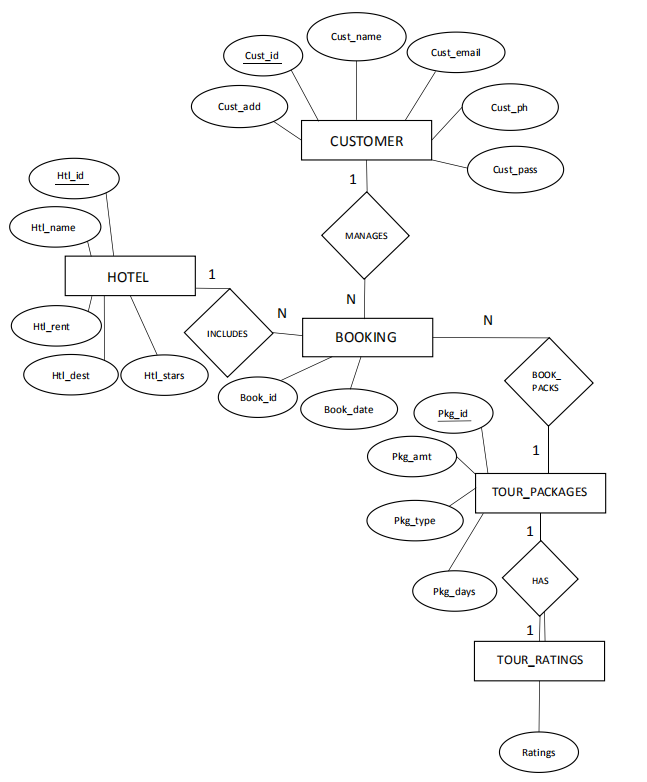 Cust_name
Cust_id
Cust_email
Cust_add
Cust_ph
CUSTOMER
Cust_pass
1
Htl_id
Htl_name
MANAGES
HOTEL
1
N
N
N
Htl_rent
INCLUDES
BOOKING
Htl_dest
Htl_stars
BOOK_
PACKS
Book_id
Book_date
Pkg_id
Pkg_amt
1
TOUR_PACKAGES
Pkg_type
1
Pkg_days
HAS
1
TOUR_RATINGS
Ratings